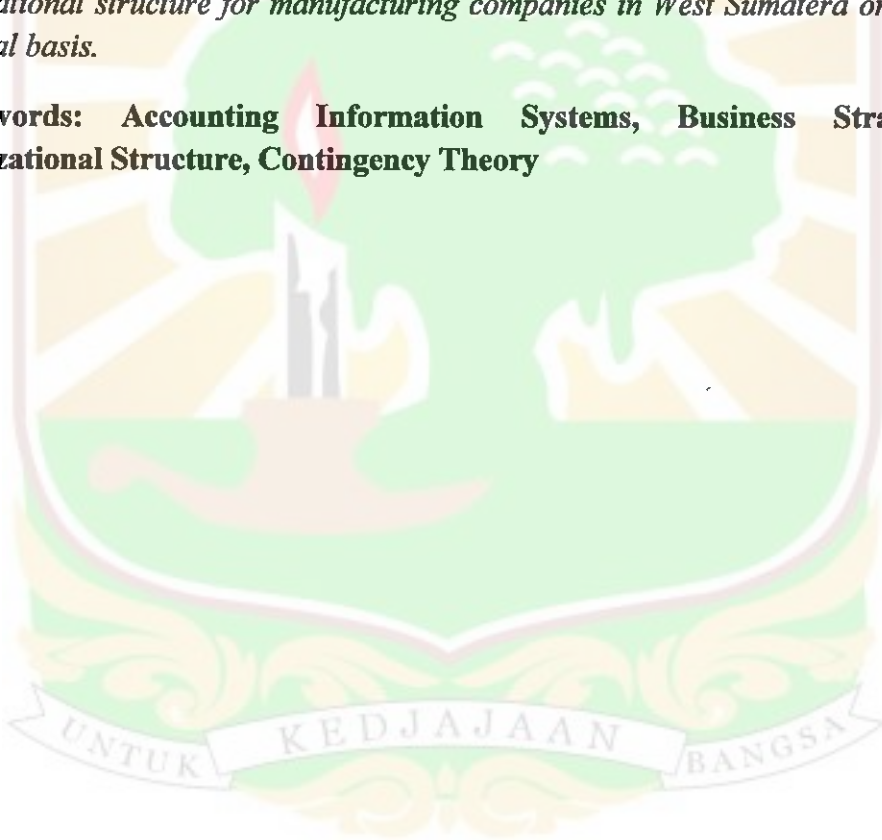 ational structure for manufacturing companies in West Sumatera or
al basis.
words: Accounting Information Systems, Business Stra
zational Structure, Contingency Theory
UNTUK KEDJAJAAN BANGSA